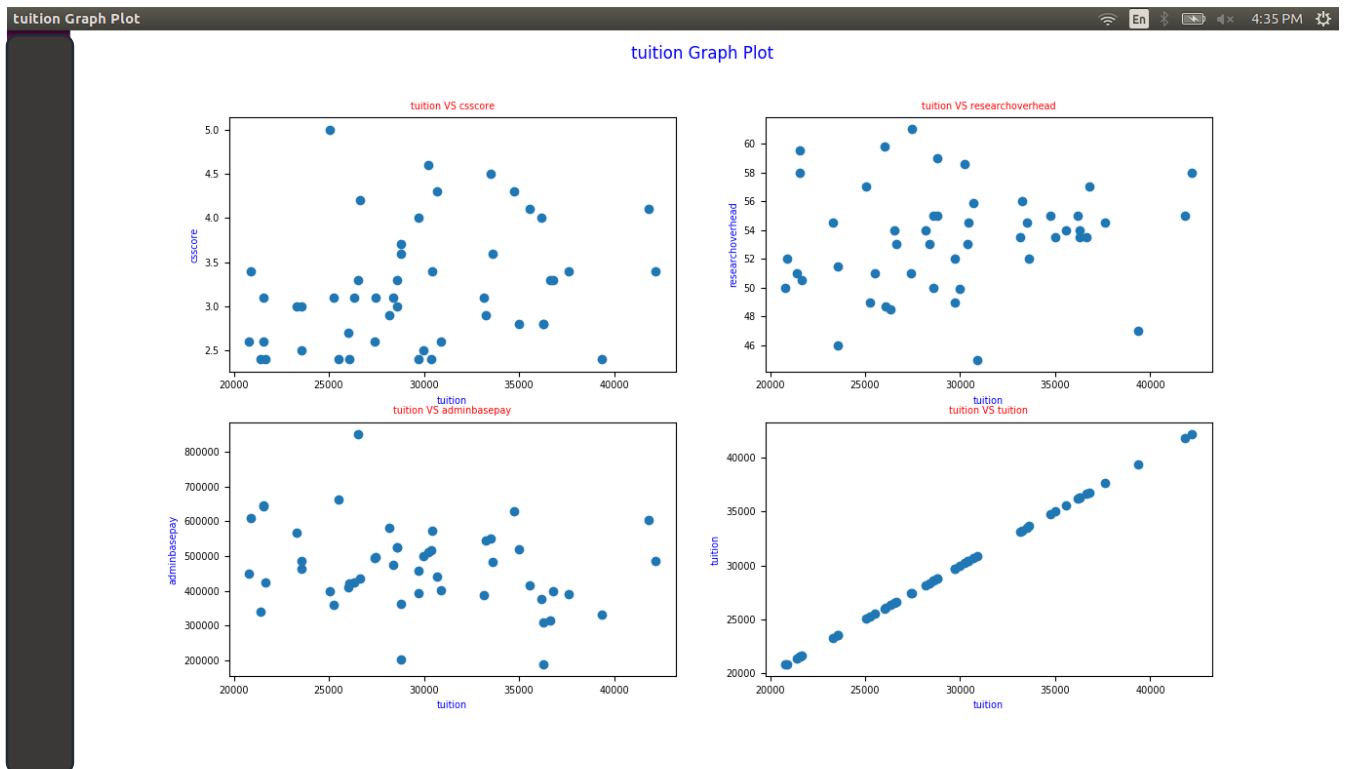 tuition Graph Plot
En
4:35 PM
tuition Graph Plot
tuition VS csscore
csscore
5.0
4.5
4.0
3.5
3.0
2.5
20000 25000 30000 35000 40000
tuition
tuition VS researchoverhead
researchoverhead
60
58
56
54
52
50
48
46
20000 25000 30000 35000 40000
tuition
tuition VS adminbasepay
adminbasepay
800000
700000
600000
500000
400000
300000
200000
20000 25000 30000 35000 40000
tuition
tuition VS tuition
tuition
40000
35000
30000
25000
20000
20000 25000 30000 35000 40000
tuition